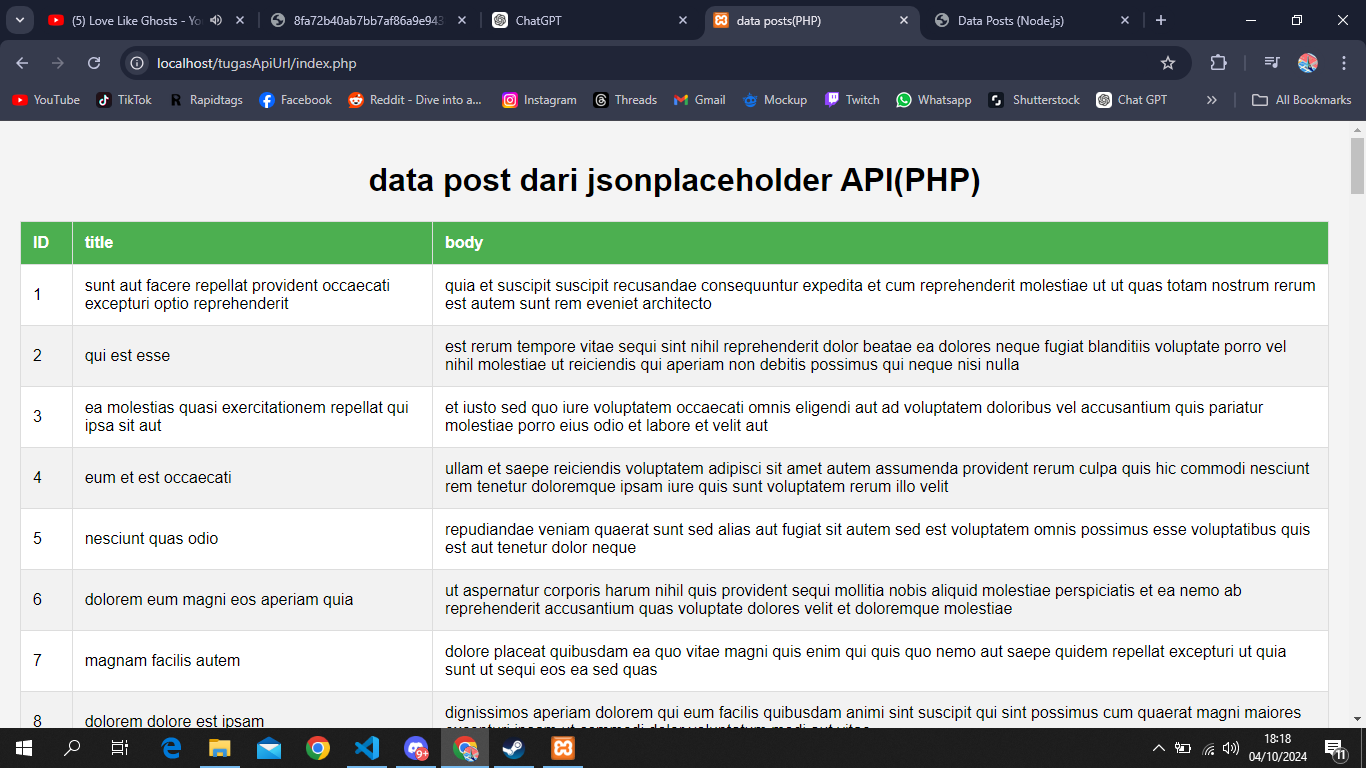 (5) Love Like Ghosts - Yo
8fa72b40ab7bb7af86a9e943
ChatGPT
data posts(PHP)
Data Posts (Node.js)
localhost/tugasApiUrl/index.php
YouTube
TikTok
Rapidtags
Facebook
Reddit - Dive into a...
Instagram
Threads
Gmail
Mockup
Twitch
Whatsapp
Shutterstock
Chat GPT
All Bookmarks
data post dari jsonplaceholder API(PHP)
ID title body
1 sunt aut facere repellat provident occaecati
excepturi optio reprehenderit
quia et suscipit suscipit recusandae consequuntur expedita et cum reprehenderit molestiae ut ut quas totam nostrum rerum
est autem sunt rem eveniet architecto
2 qui est esse
est rerum tempore vitae sequi sint nihil reprehenderit dolor beatae ea dolores neque fugiat blanditiis voluptate porro vel
nihil molestiae ut reiciendis qui aperiam non debitis possimus qui neque nisi nulla
3 ea molestias quasi exercitationem repellat qui
ipsa sit aut
et iusto sed quo iure voluptatem occaecati omnis eligendi aut ad voluptatem doloribus vel accusantium quis pariatur
molestiae porro eius odio et labore et velit aut
4 eum et est occaecati
ullam et saepe reiciendis voluptatem adipisci sit amet autem assumenda provident rerum culpa quis hic commodi nesciunt
rem tenetur doloremque ipsam iure quis sunt voluptatem rerum illo velit
5 nesciunt quas odio
repudiandae veniam quaerat sunt sed alias aut fugiat sit autem sed est voluptatem omnis possimus esse voluptatibus quis
est aut tenetur dolor neque
6 dolorem eum magni eos aperiam quia
ut aspernatur corporis harum nihil quis provident sequi mollitia nobis aliquid molestiae perspiciatis et ea nemo ab
reprehenderit accusantium quas voluptate dolores velit et doloremque molestiae
7 magnam facilis autem
dolore placeat quibusdam ea quo vitae magni quis enim qui quis quo nemo aut saepe quidem repellat excepturi ut quia
sunt ut sequi eos ea sed quas
8 dolorem dolore est ipsam
dignissimos aperiam dolorem qui eum facilis quibusdam animi sint suscipit qui sint possimus cum quaerat magni maiores
9+
18:18
04/10/2024
11